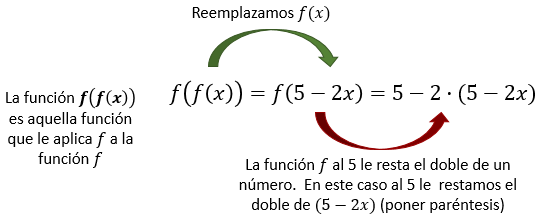 Reemplazamos f(x)
La función f(f(x))
es aquella función
que le aplica f a la
función f
f(f(x)) = f(5 − 2x) = 5 − 2 · (5 − 2x)
La función f al 5 le resta el doble de un
número. En este caso al 5 le restamos el
doble de (5 − 2x) (poner paréntesis)